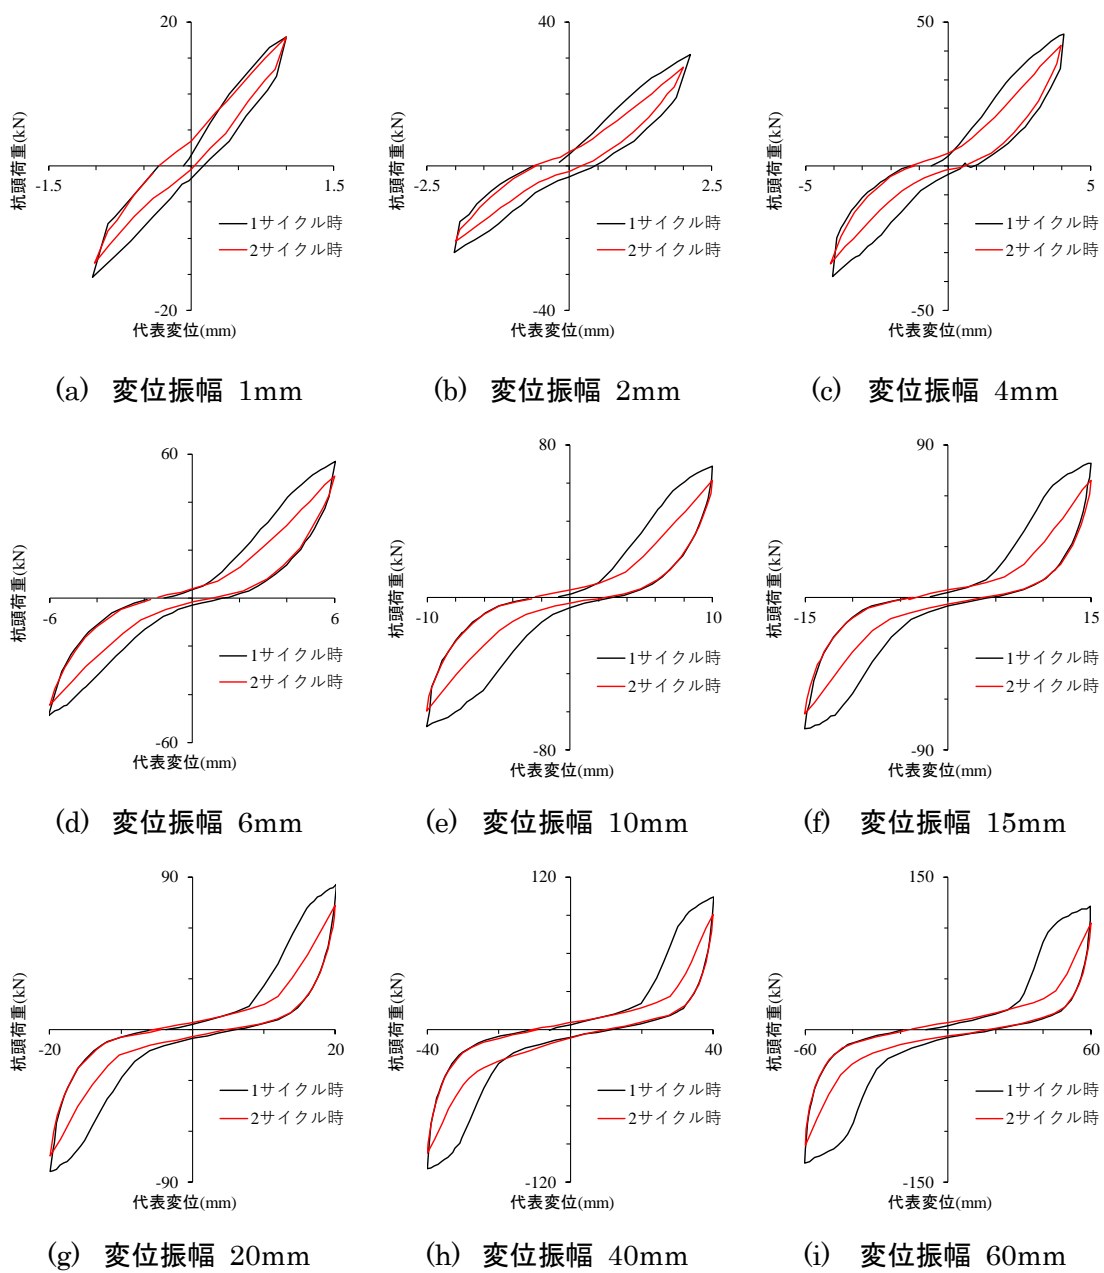 20
杭頭荷重(kN)
-1.5
1.5
1サイクル時
2サイクル時
-20
代表変位(mm)
(a) 変位振幅 1mm
40
杭頭荷重(kN)
-2.5
2.5
1サイクル時
2サイクル時
-40
代表変位(mm)
(b) 変位振幅 2mm
50
杭頭荷重(kN)
-5
5
1サイクル時
2サイクル時
-50
代表変位(mm)
(c) 変位振幅 4mm
60
杭頭荷重(kN)
-6
6
1サイクル時
2サイクル時
-60
代表変位(mm)
(d) 変位振幅 6mm
80
杭頭荷重(kN)
-10
10
1サイクル時
2サイクル時
-80
代表変位(mm)
(e) 変位振幅 10mm
90
杭頭荷重(kN)
-15
15
1サイクル時
2サイクル時
-90
代表変位(mm)
(f) 変位振幅 15mm
90
杭頭荷重(kN)
-20
20
1サイクル時
2サイクル時
-90
代表変位(mm)
(g) 変位振幅 20mm
120
杭頭荷重(kN)
-40
40
1サイクル時
2サイクル時
-120
代表変位(mm)
(h) 変位振幅 40mm
150
杭頭荷重(kN)
-60
60
1サイクル時
2サイクル時
-150
代表変位(mm)
(i) 変位振幅 60mm